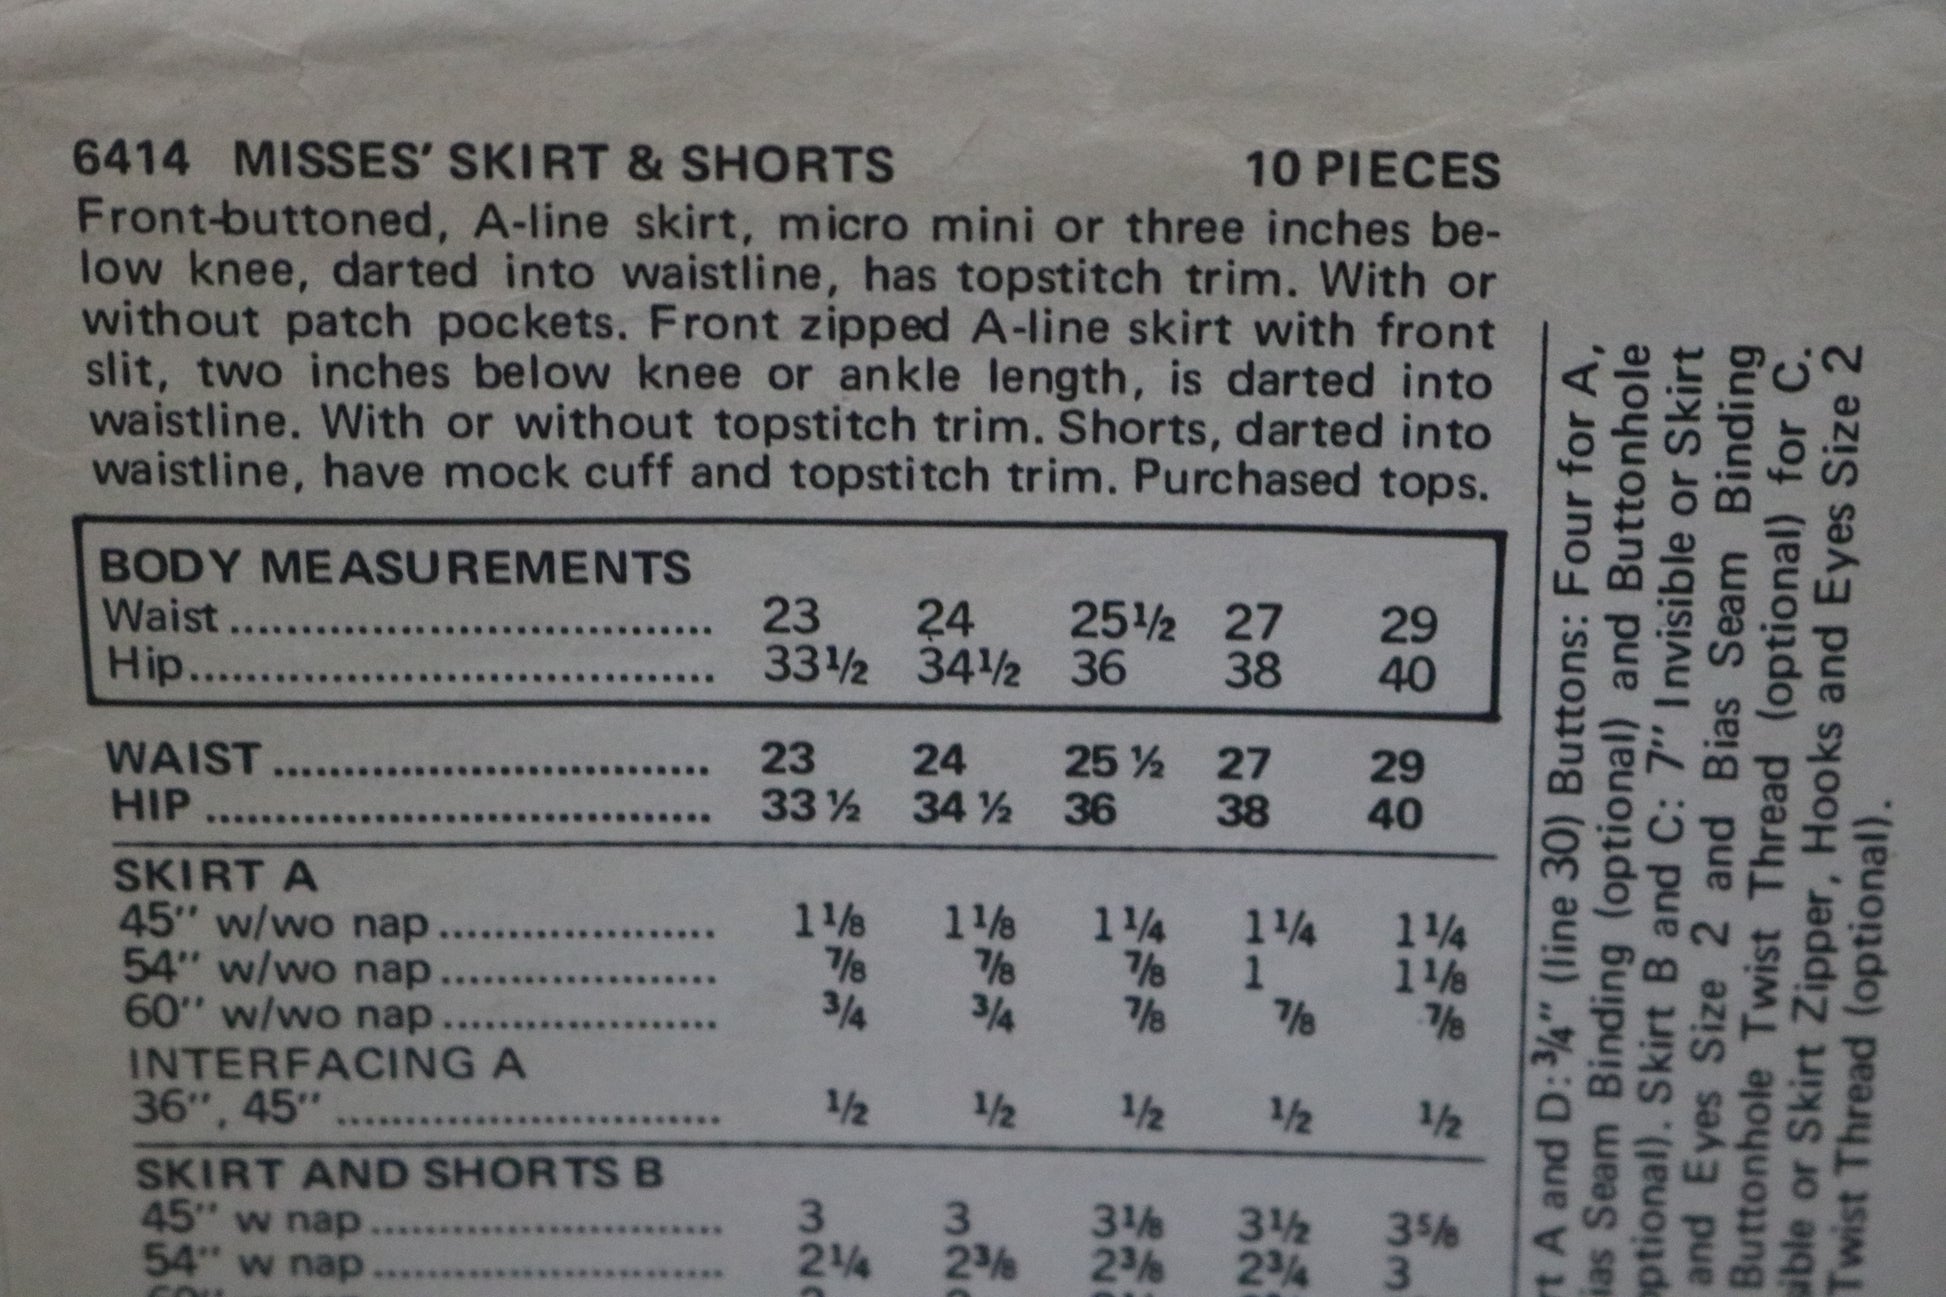 6414 MISSES' SKIRT & SHORTS 10 PIECES
Front-buttoned, A-line skirt, micro mini or three inches be-
low knee, darted into waistline, has topstitch trim. With or
without patch pockets. Front zipped A-line skirt with front
slit, two inches below knee or ankle length, is darted into
waistline. With or without topstitch trim. Shorts, darted into
waistline, have mock cuff and topstitch trim. Purchased tops.
BODY MEASUREMENTS
Waist 23 24 25½ 27 29
Hip 33½ 34½ 36 38 40
WAIST 23 24 25 ½ 27 29
HIP 33 ½ 34 ½ 36 38 40
SKIRT A
45" w/wo nap 1⅛ 1⅛ 1¼ 1¼ 1¼
54" w/wo nap ⅞ ⅞ ⅞ 1 1⅛
60" w/wo nap ¾ ¾ ⅞ ⅞ ⅞
INTERFACING A
36", 45" ½ ½ ½ ½ ½
SKIRT AND SHORTS B
45" w nap 3 3 3⅛ 3½ 3⅝
54" w nap 2¼ 2⅜ 2⅜ 2¾ 3
A and D: ¾" (line 30) Buttons: Four for A,
Seam Binding (optional) and Buttonhole
Skirt B and C: 7" Invisible or Skirt
and Eyes Size 2 and Bias Seam Binding
Buttonhole Twist Thread (optional) for C.
or Skirt Zipper, Hooks and Eyes Size 2
Twist Thread (optional).